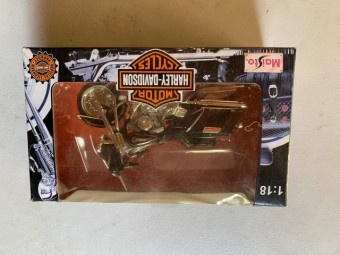 Maisto
MOTOR
HARLEY-DAVIDSON
CYCLES
1:18